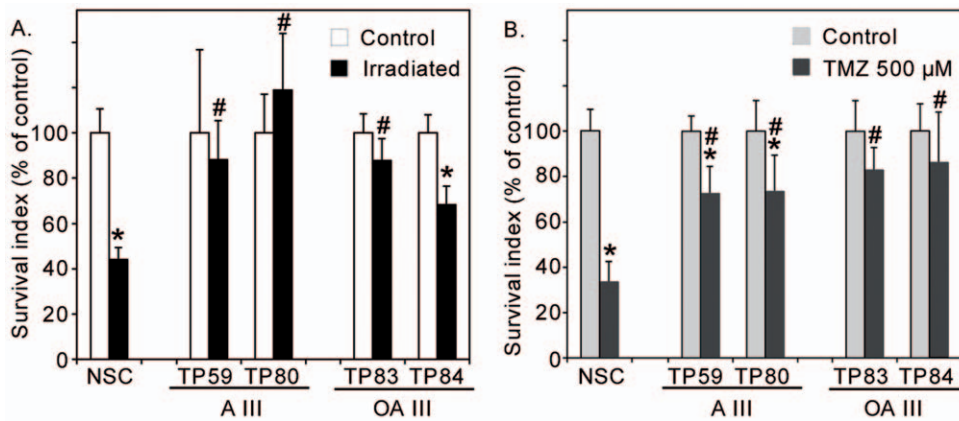 A.
Survival index (% of control)
100
80
60
40
20
0
Control
Irradiated
*
#
#
#
*
NSC
TP59 TP80
TP83 TP84
A III
OA III
B.
Survival index (% of control)
100
80
60
40
20
0
Control
TMZ 500 µM
*
#
*
#
*
#
#
NSC
TP59 TP80
TP83 TP84
A III
OA III